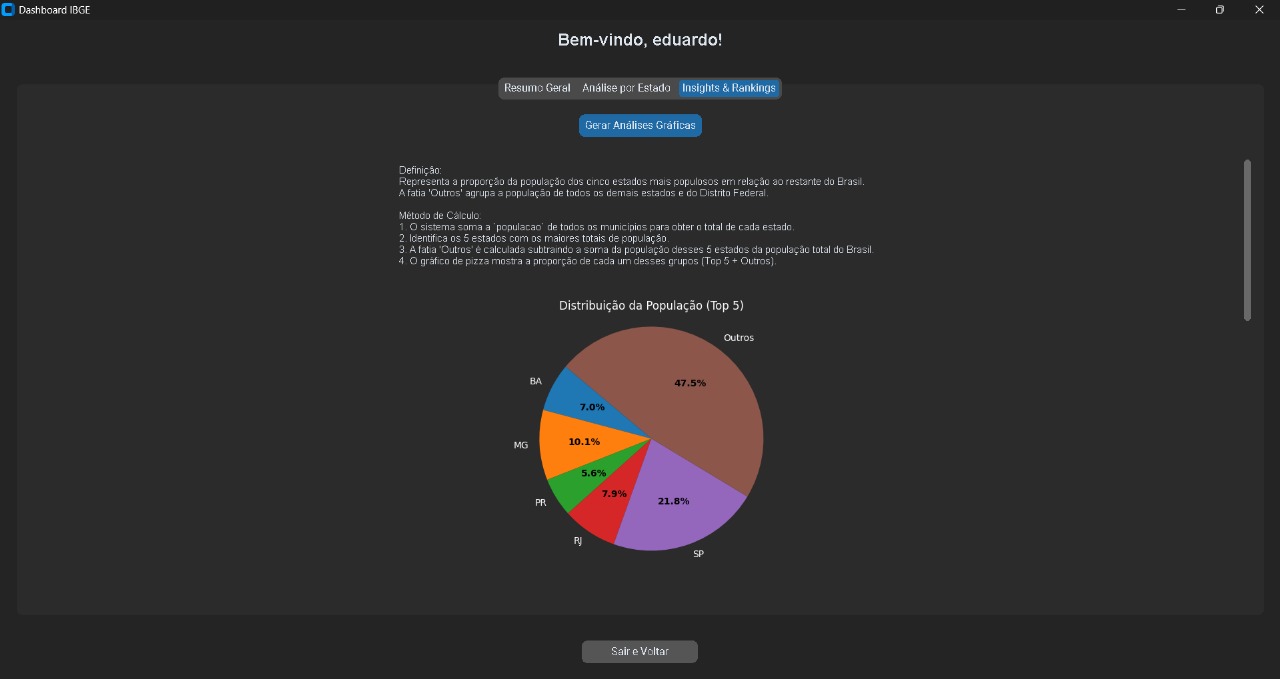 Dashboard IBGE
Bem-vindo, eduardo!
Resumo Geral Análise por Estado Insights & Rankings
Gerar Análises Gráficas
Definição:
Representa a proporção da população dos cinco estados mais populosos em relação ao restante do Brasil.
A fatia 'Outros' agrupa a população de todos os demais estados e do Distrito Federal.
Método de Cálculo:
1. O sistema soma a `populacao` de todos os municípios para obter o total de cada estado.
2. Identifica os 5 estados com os maiores totais de população.
3. A fatia 'Outros' é calculada subtraindo a soma da população desses 5 estados da população total do Brasil.
4. O gráfico de pizza mostra a proporção de cada um desses grupos (Top 5 + Outros).
Distribuição da População (Top 5)
Outros
47.5%
BA
7.0%
MG
10.1%
PR
5.6%
RJ
7.9%
SP
21.8%
Sair e Voltar